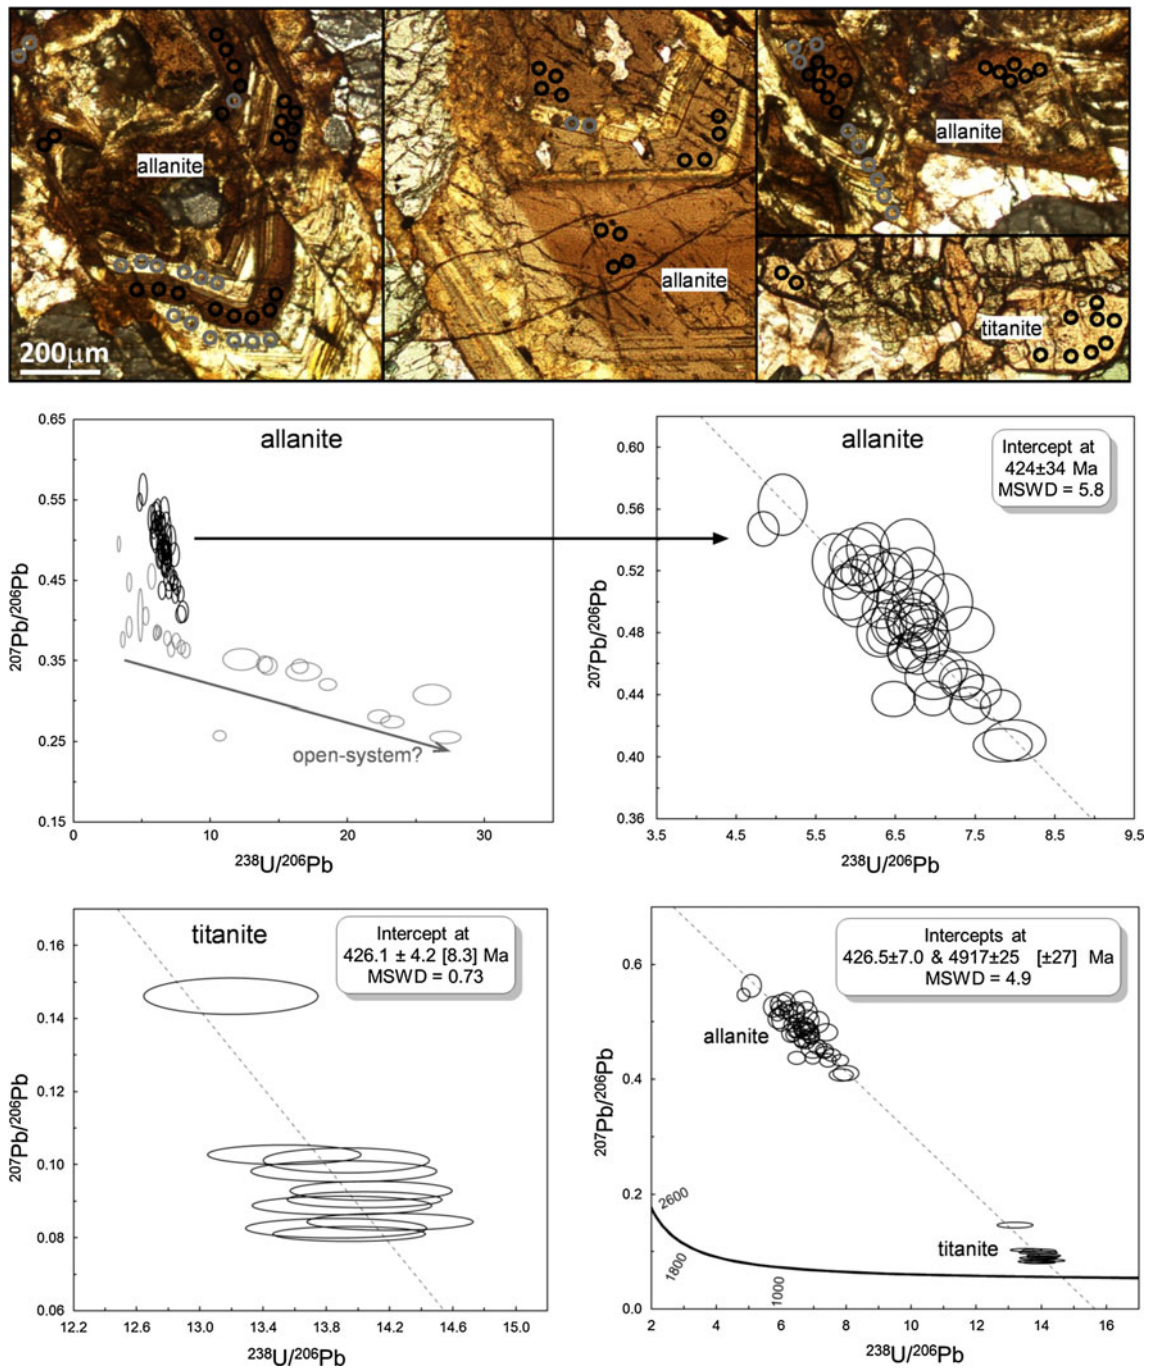 allanite
200μm
allanite
allanite
titanite
allanite
0.65
0.55
0.45
0.35
0.25
0.15
0
10
20
30
207Pb/206Pb
238U/206Pb
open-system?
allanite
Intercept at
424±34 Ma
MSWD = 5.8
0.60
0.56
0.52
0.48
0.44
0.40
0.36
3.5
4.5
5.5
6.5
7.5
8.5
9.5
207Pb/206Pb
238U/206Pb
titanite
Intercept at
426.1 ± 4.2 [8.3] Ma
MSWD = 0.73
0.16
0.14
0.12
0.10
0.08
0.06
12.2
12.6
13.0
13.4
13.8
14.2
14.6
15.0
207Pb/206Pb
238U/206Pb
Intercepts at
426.5±7.0 & 4917±25 [±27] Ma
MSWD = 4.9
allanite
titanite
2600
1800
1000
0.6
0.4
0.2
0.0
2
4
6
8
10
12
14
16
207Pb/206Pb
238U/206Pb